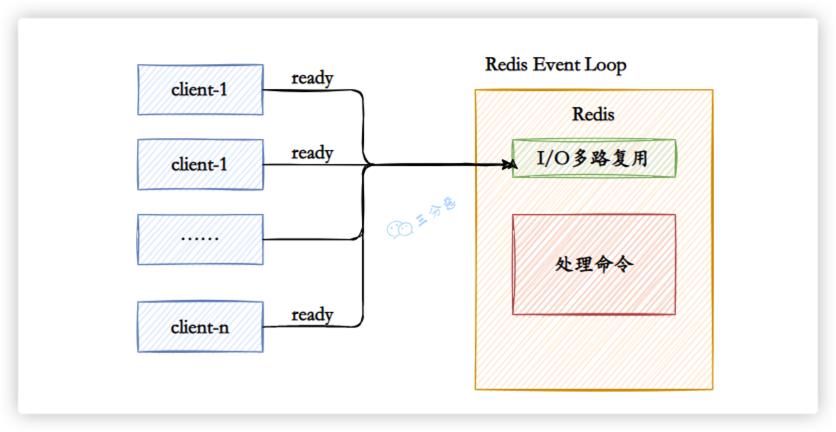 Redis Event Loop
client-1
ready
Redis
client-1
ready
I/O多路复用
……
三分恶
处理命令
client-n
ready